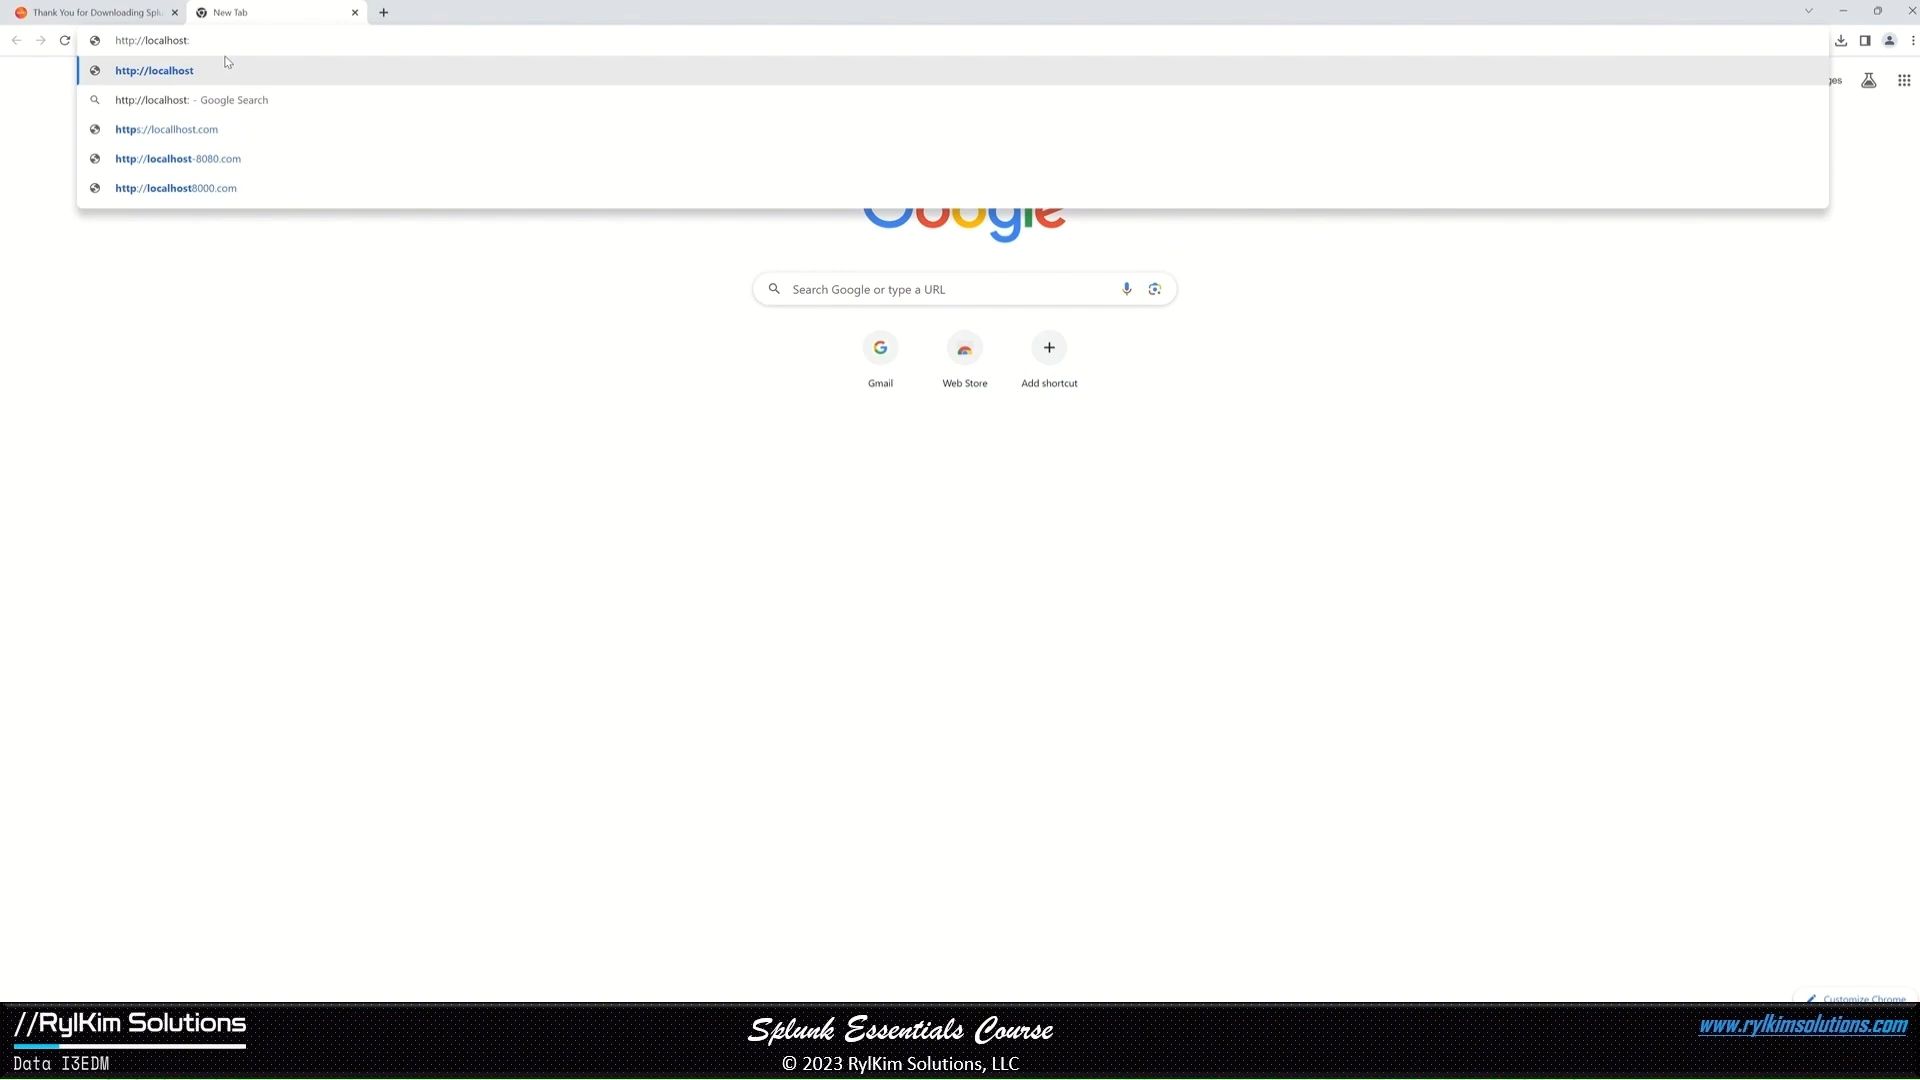 Thank You for Downloading Splu
New Tab
http://localhost:
http://localhost
http://localhost: - Google Search
https://locallhost.com
http://localhost-8080.com
http://localhost8000.com
Google
Search Google or type a URL
Gmail
Web Store
Add shortcut
Customize Chrome
//RylKim Solutions
Data I3EDM
Splunk Essentials Course
© 2023 RylKim Solutions, LLC
www.rylkimsolutions.com